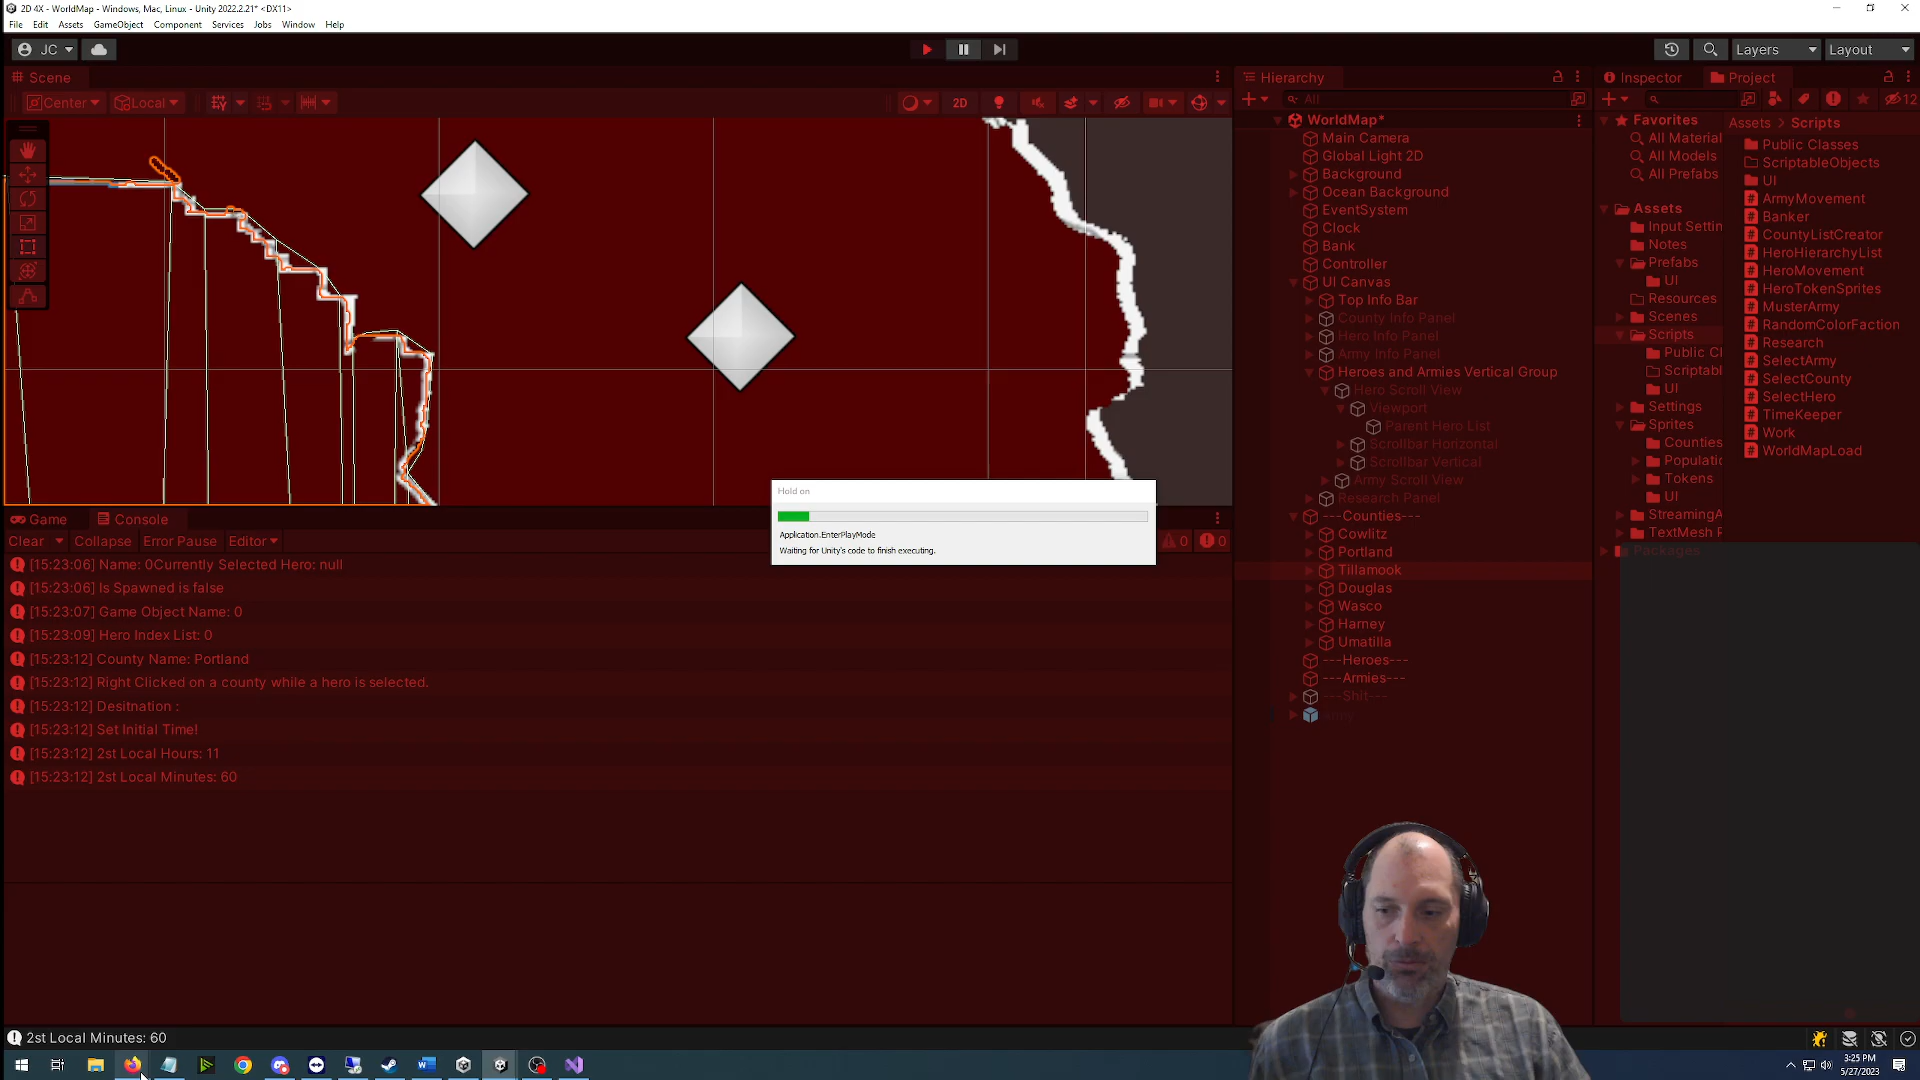 2D 4X - WorldMap - Windows, Mac, Linux - Unity 2022.2.21* <DX11>
File Edit Assets GameObject Component Services Jobs Window Help
JC Layers Layout
Scene
Center Local 2D
Hierarchy
All
WorldMap*
Main Camera
Global Light 2D
Background
Ocean Background
EventSystem
Clock
Bank
Controller
UI Canvas
Top Info Bar
County Info Panel
Hero Info Panel
Army Info Panel
Heroes and Armies Vertical Group
Hero Scroll View
Viewport
Parent Hero List
Scrollbar Horizontal
Scrollbar Vertical
Army Scroll View
Research Panel
---Counties---
Cowlitz
Portland
Tillamook
Douglas
Wasco
Harney
Umatilla
---Heroes---
---Armies---
---Shit---
Inspector Project
12
Favorites
All Material
All Models
All Prefabs
Assets
Input Settin
Notes
Prefabs
UI
Resources
Scenes
Scripts
Public Cl
Scriptabl
UI
Settings
Sprites
Counties
Populatic
Tokens
UI
StreamingA
TextMesh P
Packages
Assets > Scripts
Public Classes
ScriptableObjects
UI
ArmyMovement
Banker
CountyListCreator
HeroHierarchyList
HeroMovement
HeroTokenSprites
MusterArmy
RandomColorFaction
Research
SelectArmy
SelectCounty
SelectHero
TimeKeeper
Work
WorldMapLoad
Hold on
Application.EnterPlayMode
Waiting for Unity's code to finish executing.
Game Console
Clear Collapse Error Pause Editor 0 0
[15:23:06] Name: 0Currently Selected Hero: null
[15:23:06] Is Spawned is false
[15:23:07] Game Object Name: 0
[15:23:09] Hero Index List: 0
[15:23:12] County Name: Portland
[15:23:12] Right Clicked on a county while a hero is selected.
[15:23:12] Desitnation :
[15:23:12] Set Initial Time!
[15:23:12] 2st Local Hours: 11
[15:23:12] 2st Local Minutes: 60
2st Local Minutes: 60
3:25 PM
5/27/2023